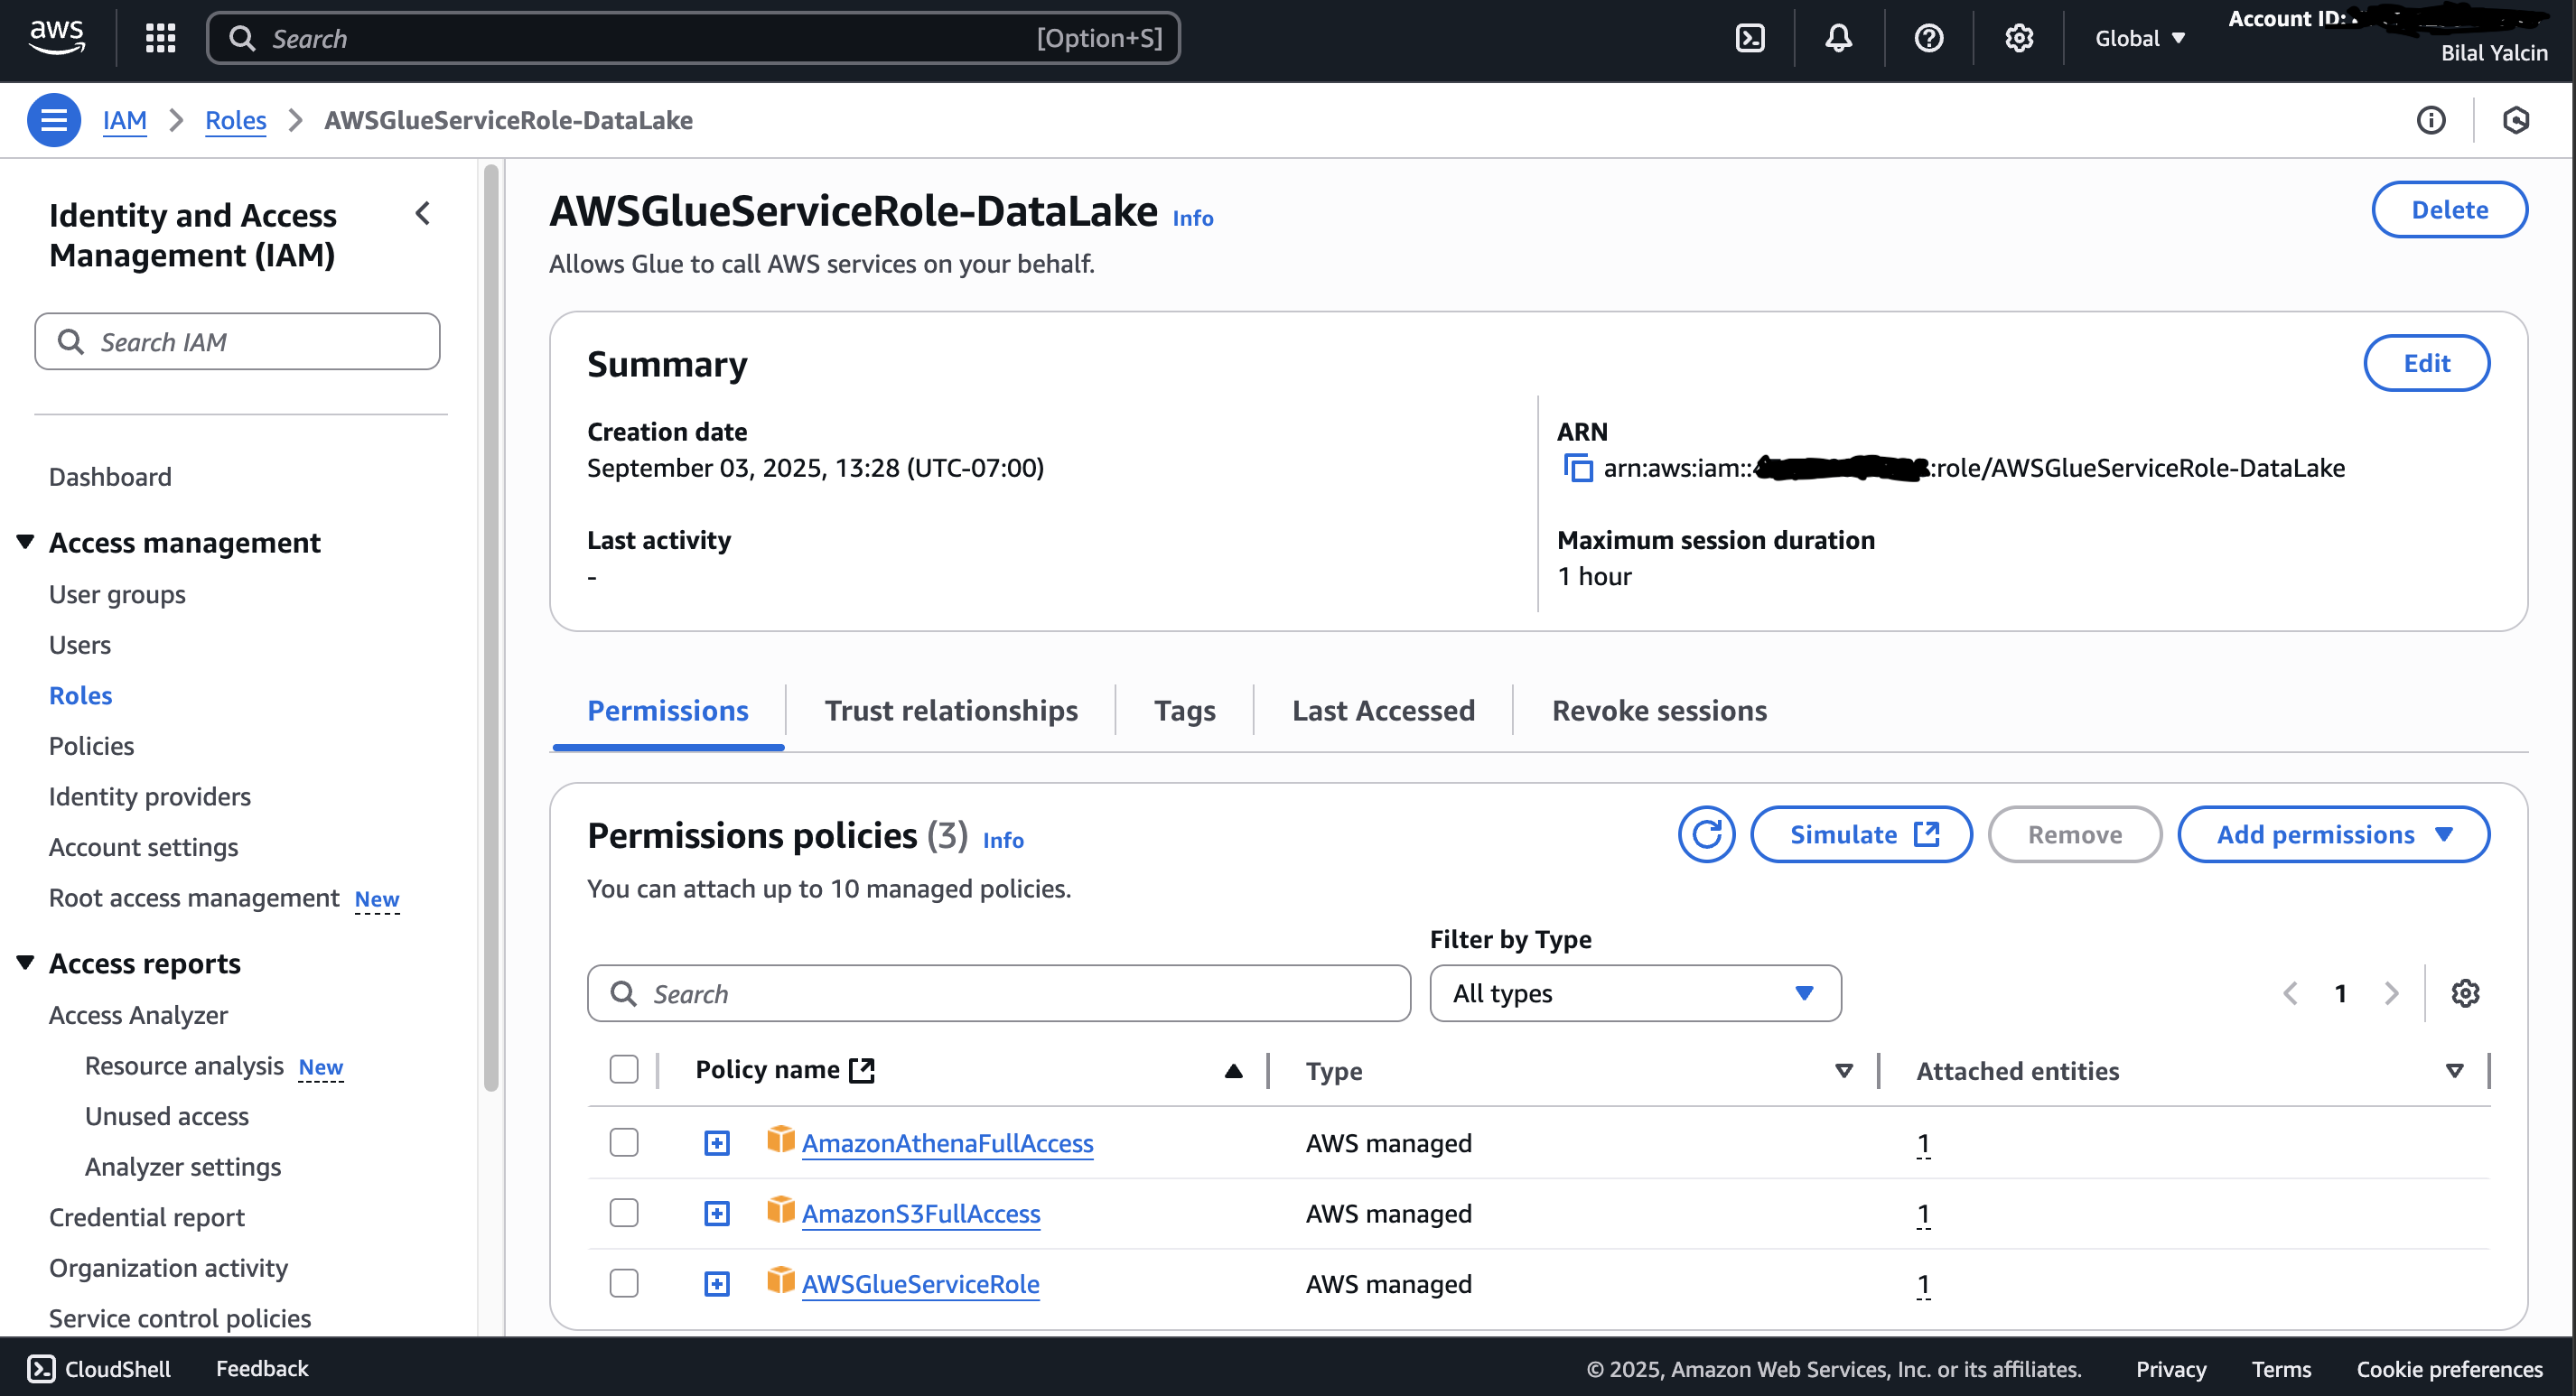 aws
Search
[Option+S]
Global
Account ID:
Bilal Yalcin
IAM > Roles > AWSGlueServiceRole-DataLake
Identity and Access
Management (IAM)
Search IAM
Dashboard
Access management
User groups
Users
Roles
Policies
Identity providers
Account settings
Root access management New
Access reports
Access Analyzer
Resource analysis New
Unused access
Analyzer settings
Credential report
Organization activity
Service control policies
AWSGlueServiceRole-DataLake Info
Delete
Allows Glue to call AWS services on your behalf.
Summary
Edit
Creation date
September 03, 2025, 13:28 (UTC-07:00)
ARN
arn:aws:iam:: :role/AWSGlueServiceRole-DataLake
Last activity
-
Maximum session duration
1 hour
Permissions
Trust relationships
Tags
Last Accessed
Revoke sessions
Permissions policies (3) Info
Simulate
Remove
Add permissions
You can attach up to 10 managed policies.
Filter by Type
Search
All types
1
Policy name
Type
Attached entities
AmazonAthenaFullAccess
AWS managed
1
AmazonS3FullAccess
AWS managed
1
AWSGlueServiceRole
AWS managed
1
CloudShell
Feedback
© 2025, Amazon Web Services, Inc. or its affiliates.
Privacy
Terms
Cookie preferences